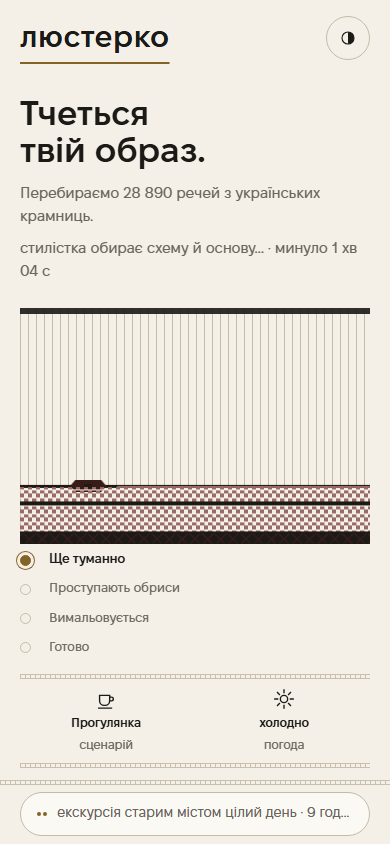 люстерко
Тчеться
твій образ.
Перебираємо 28 890 речей з українських
крамниць.
стилістка обирає схему й основу... · минуло 1 хв
04 с
Ще туманно
Проступають обриси
Вимальовується
Готово
Прогулянка
холодно
сценарій
погода
екскурсія старим містом цілий день · 9 год...